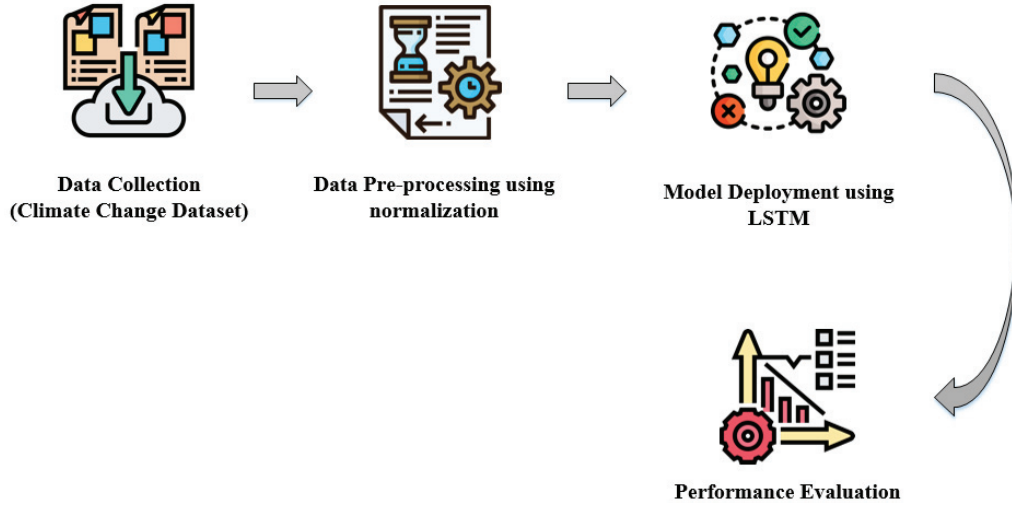 Data Collection
(Climate Change Dataset)
Data Pre-processing using
normalization
Model Deployment using
LSTM
Performance Evaluation